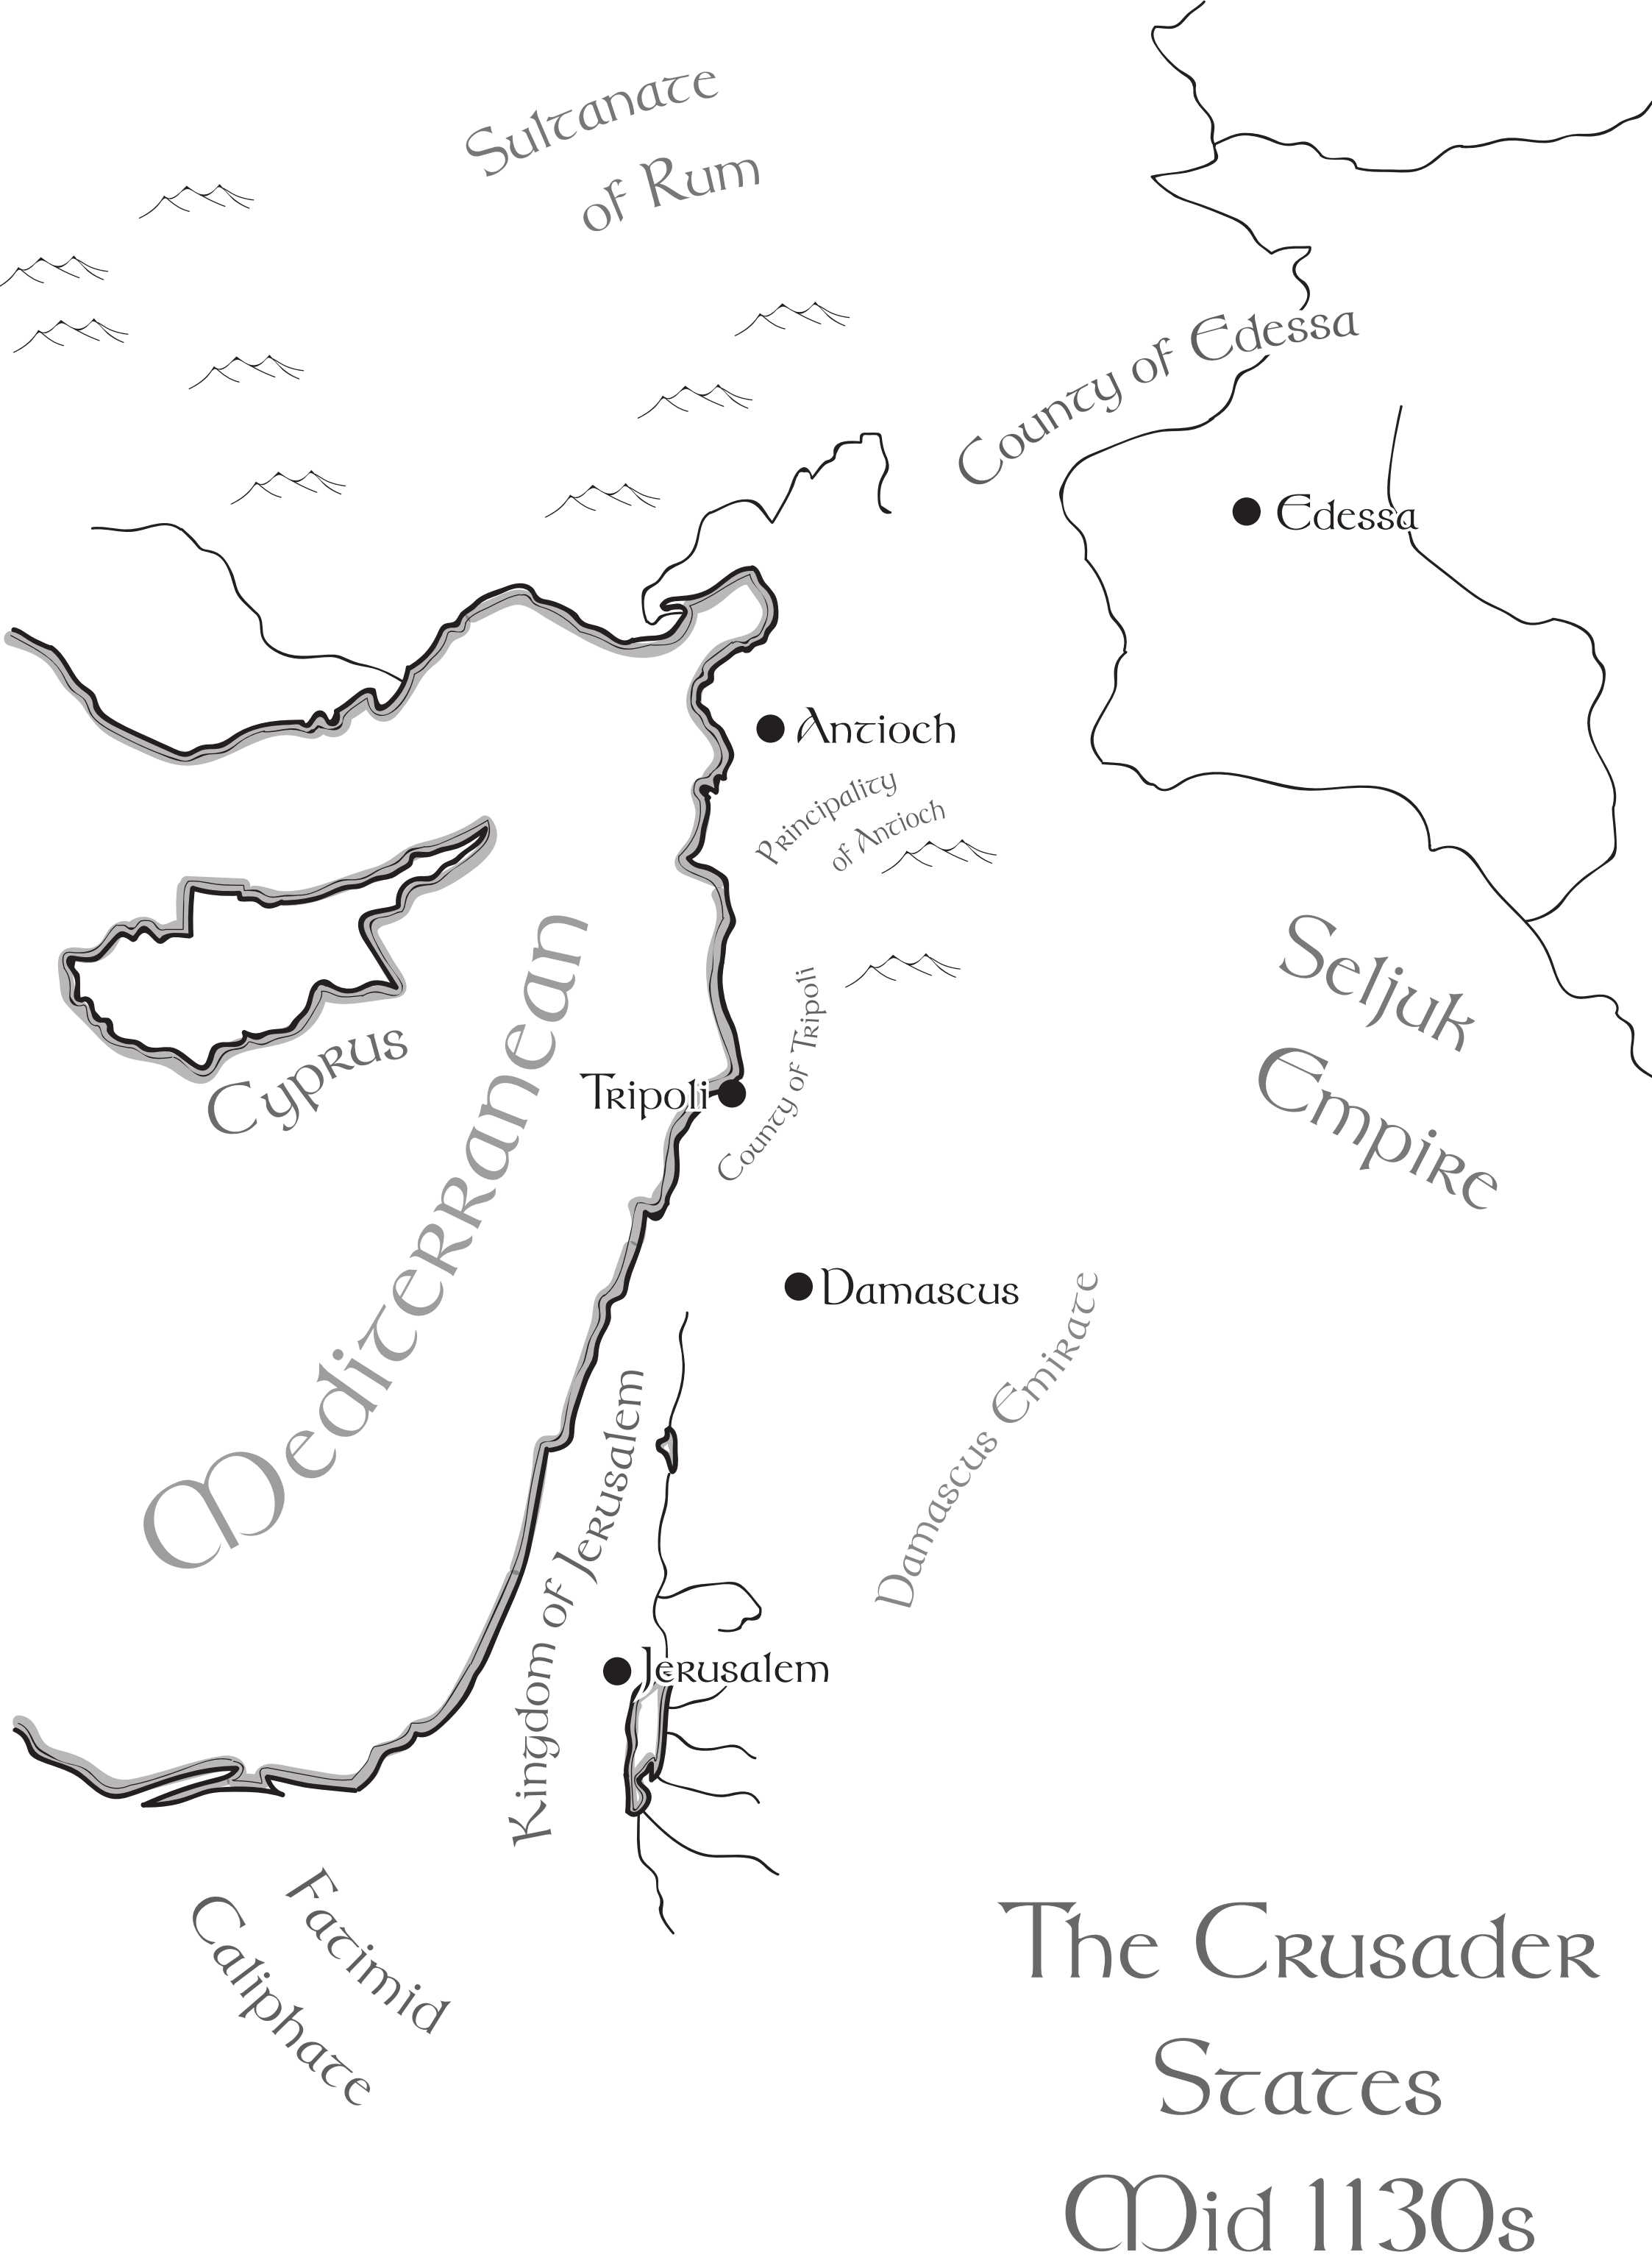 Sultanate
of Rum
County of Edessa
Edessa
Antioch
Principality
of Antioch
Seljuk
Empire
Cyprus
Mediterranean
Tripoli
County of Tripoli
Damascus
Damascus Emirate
Kingdom of Jerusalem
Jerusalem
Fatimid
Caliphate
The Crusader
States
Mid 1130s